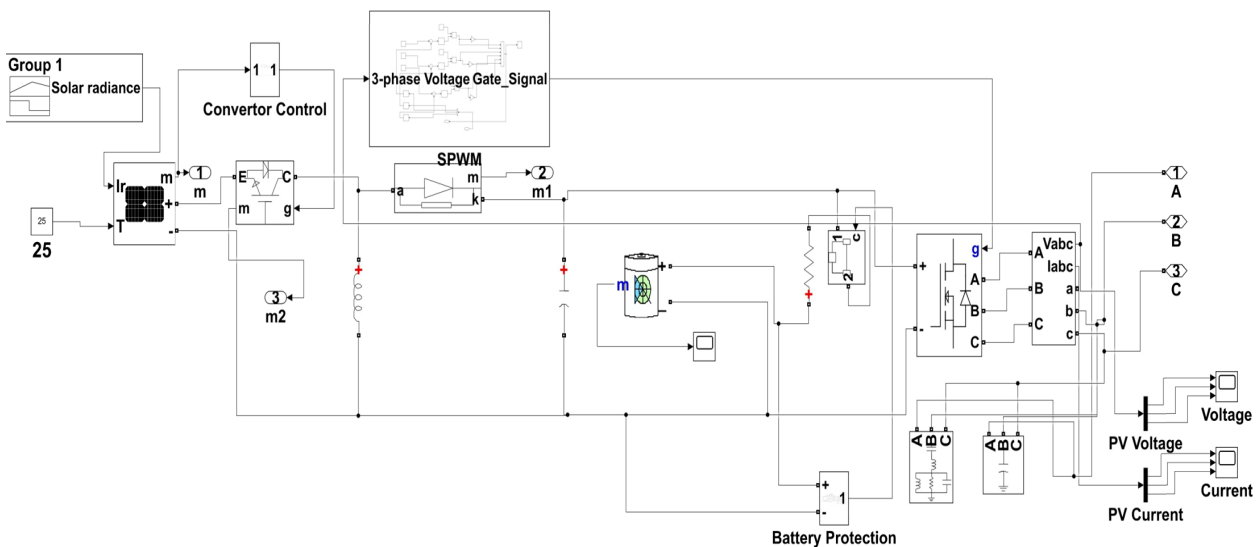 Group 1
Solar radiance
1 1
Convertor Control
3-phase Voltage Gate_Signal
SPWM
Ir
T
m
+
-
1
m
E
C
m
g
a
m
k
2
m1
25
25
3
m2
+
+
m
+
1
c
2
+
g
+
-
A
B
C
A
B
C
Vabc
Iabc
a
b
c
1
A
2
B
3
C
A B C
A B C
PV Voltage
Voltage
PV Current
Current
+
-
1
Battery Protection